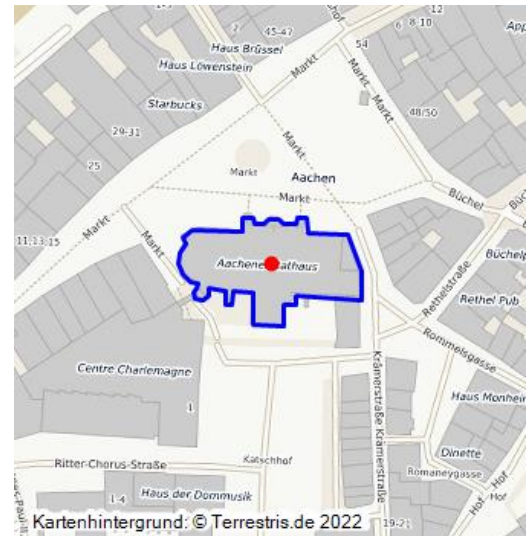 Hof
12
6
8-10
45-47
54
Haus Brüssel
Markt
Haus Löwenstein
Markt
Markt
Starbucks
48/50
29-31
Markt
25
Markt
Aachen
Markt
Büchel
11,13,15
Markt
Markt
Aachener Rathaus
Rethelstraße
Rethel Pub
Rommelsgasse
Centre Charlemagne
Krämerstraße
Krämerstraße
Haus Monheim
1
Dinette
Ritter-Chorus-Straße
Katschhof
Romaneygasse
Hof
Hof
1-4
Haus der Dommusik
19-21
Kartenhintergrund: © Terrestris.de 2022